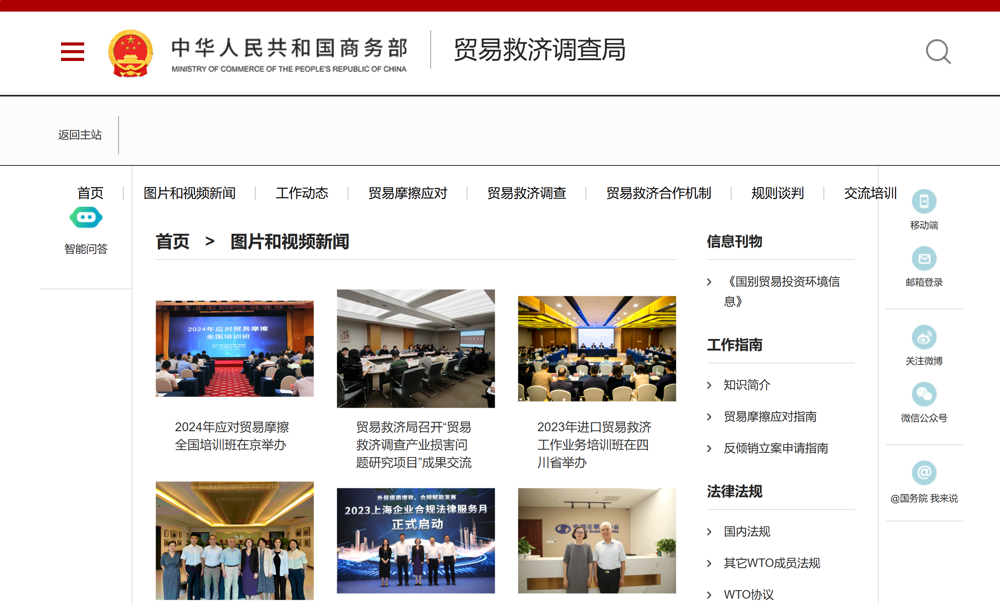 中华人民共和国商务部
MINISTRY OF COMMERCE OF THE PEOPLE'S REPUBLIC OF CHINA
贸易救济调查局
返回主站
首页
图片和视频新闻
工作动态
贸易摩擦应对
贸易救济调查
贸易救济合作机制
规则谈判
交流培训
智能问答
首页 > 图片和视频新闻
2024年应对贸易摩擦
全国培训班
2024年应对贸易摩擦
全国培训班在京举办
贸易救济局召开“贸易
救济调查产业损害问
题研究项目”成果交流
2023年进口贸易救济
工作业务培训班在四
川省举办
外贸提质增效、合规赋能发展
2023上海企业合规法律服务月
正式启动
信息刊物
《国别贸易投资环境信
息》
工作指南
知识简介
贸易摩擦应对指南
反倾销立案申请指南
法律法规
国内法规
其它WTO成员法规
WTO协议
移动端
邮箱登录
关注微博
微信公众号
@国务院 我来说